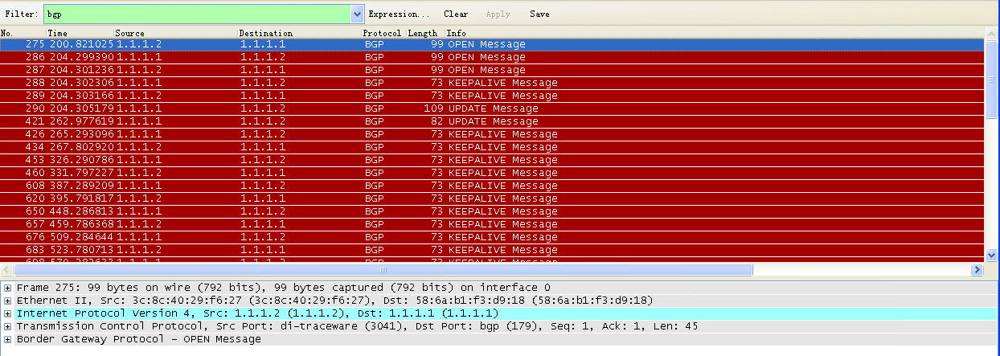 Filter: bgp Expression... Clear Apply Save
No. Time Source Destination Protocol Length Info
275 200.821025 1.1.1.2 1.1.1.1 BGP 99 OPEN Message
286 204.299390 1.1.1.1 1.1.1.2 BGP 99 OPEN Message
287 204.301236 1.1.1.2 1.1.1.1 BGP 99 OPEN Message
288 204.302306 1.1.1.1 1.1.1.2 BGP 73 KEEPALIVE Message
289 204.303166 1.1.1.2 1.1.1.1 BGP 73 KEEPALIVE Message
290 204.305179 1.1.1.1 1.1.1.2 BGP 109 UPDATE Message
421 262.977619 1.1.1.1 1.1.1.2 BGP 82 UPDATE Message
426 265.293096 1.1.1.1 1.1.1.2 BGP 73 KEEPALIVE Message
434 267.802920 1.1.1.2 1.1.1.1 BGP 73 KEEPALIVE Message
453 326.290786 1.1.1.1 1.1.1.2 BGP 73 KEEPALIVE Message
460 331.797227 1.1.1.2 1.1.1.1 BGP 73 KEEPALIVE Message
608 387.289209 1.1.1.1 1.1.1.2 BGP 73 KEEPALIVE Message
620 395.791817 1.1.1.2 1.1.1.1 BGP 73 KEEPALIVE Message
650 448.286813 1.1.1.1 1.1.1.2 BGP 73 KEEPALIVE Message
657 459.786368 1.1.1.2 1.1.1.1 BGP 73 KEEPALIVE Message
676 509.284644 1.1.1.1 1.1.1.2 BGP 73 KEEPALIVE Message
683 523.780713 1.1.1.2 1.1.1.1 BGP 73 KEEPALIVE Message
1.1.1.1 1.1.1.2 BGP 73 KEEPALIVE Message
Frame 275: 99 bytes on wire (792 bits), 99 bytes captured (792 bits) on interface 0
Ethernet II, Src: 3c:8c:40:29:f6:27 (3c:8c:40:29:f6:27), Dst: 58:6a:b1:f3:d9:18 (58:6a:b1:f3:d9:18)
Internet Protocol Version 4, Src: 1.1.1.2 (1.1.1.2), Dst: 1.1.1.1 (1.1.1.1)
Transmission Control Protocol, Src Port: di-traceware (3041), Dst Port: bgp (179), Seq: 1, Ack: 1, Len: 45
Border Gateway Protocol - OPEN Message